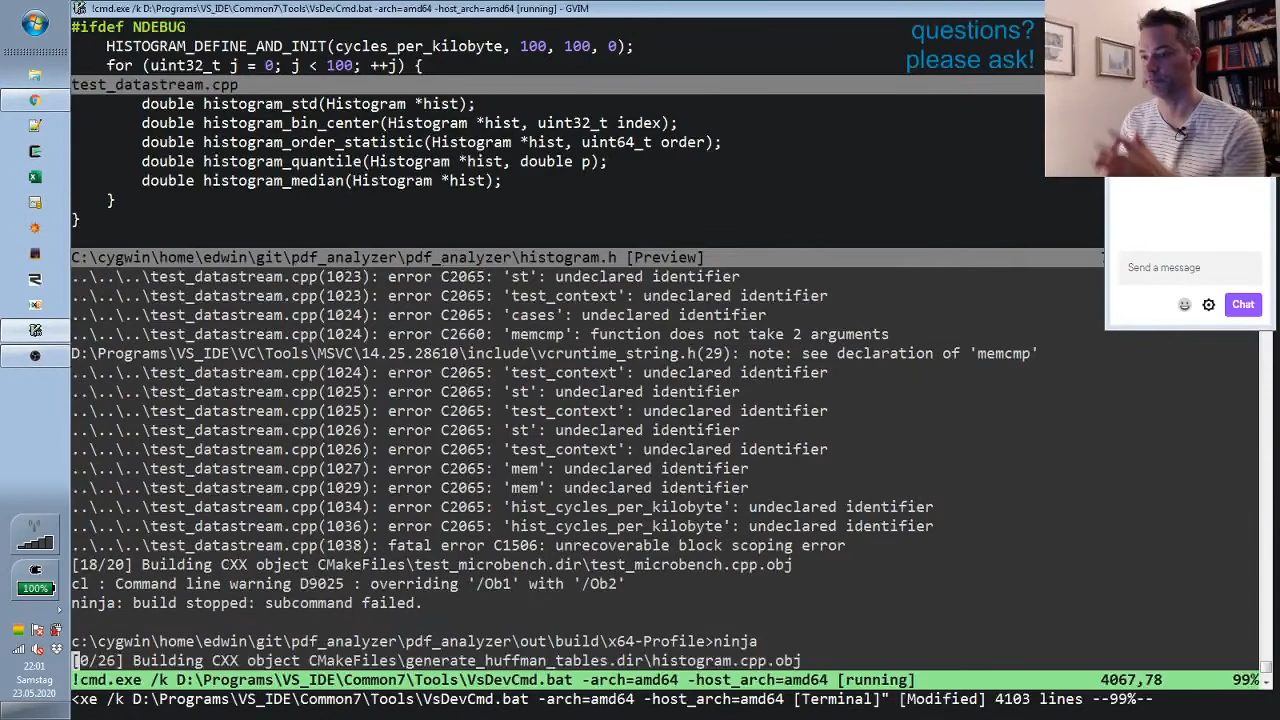 !cmd.exe /k D:\Programs\VS_IDE\Common7\Tools\VsDevCmd.bat -arch=amd64 -host_arch=amd64 [running] - GVIM
#ifdef NDEBUG
HISTOGRAM_DEFINE_AND_INIT(cycles_per_kilobyte, 100, 100, 0);
for (uint32_t j = 0; j < 100; ++j) {
questions?
please ask!
test_datastream.cpp
double histogram_std(Histogram *hist);
double histogram_bin_center(Histogram *hist, uint32_t index);
double histogram_order_statistic(Histogram *hist, uint64_t order);
double histogram_quantile(Histogram *hist, double p);
double histogram_median(Histogram *hist);
}
}
C:\cygwin\home\edwin\git\pdf_analyzer\pdf_analyzer\histogram.h [Preview]
..\..\..\test_datastream.cpp(1023): error C2065: 'st': undeclared identifier
..\..\..\test_datastream.cpp(1023): error C2065: 'test_context': undeclared identifier
..\..\..\test_datastream.cpp(1024): error C2065: 'cases': undeclared identifier
..\..\..\test_datastream.cpp(1024): error C2660: 'memcmp': function does not take 2 arguments
D:\Programs\VS_IDE\VC\Tools\MSVC\14.25.28610\include\vcruntime_string.h(29): note: see declaration of 'memcmp'
..\..\..\test_datastream.cpp(1024): error C2065: 'test_context': undeclared identifier
..\..\..\test_datastream.cpp(1025): error C2065: 'st': undeclared identifier
..\..\..\test_datastream.cpp(1025): error C2065: 'test_context': undeclared identifier
..\..\..\test_datastream.cpp(1026): error C2065: 'st': undeclared identifier
..\..\..\test_datastream.cpp(1026): error C2065: 'test_context': undeclared identifier
..\..\..\test_datastream.cpp(1027): error C2065: 'mem': undeclared identifier
..\..\..\test_datastream.cpp(1029): error C2065: 'mem': undeclared identifier
..\..\..\test_datastream.cpp(1034): error C2065: 'hist_cycles_per_kilobyte': undeclared identifier
..\..\..\test_datastream.cpp(1036): error C2065: 'hist_cycles_per_kilobyte': undeclared identifier
..\..\..\test_datastream.cpp(1038): fatal error C1506: unrecoverable block scoping error
[18/20] Building CXX object CMakeFiles\test_microbench.dir\test_microbench.cpp.obj
cl : Command line warning D9025 : overriding '/Ob1' with '/Ob2'
ninja: build stopped: subcommand failed.
c:\cygwin\home\edwin\git\pdf_analyzer\pdf_analyzer\out\build\x64-Profile>ninja
[0/26] Building CXX object CMakeFiles\generate_huffman_tables.dir\histogram.cpp.obj
!cmd.exe /k D:\Programs\VS_IDE\Common7\Tools\VsDevCmd.bat -arch=amd64 -host_arch=amd64 [running] 4067,78 99%
<xe /k D:\Programs\VS_IDE\Common7\Tools\VsDevCmd.bat -arch=amd64 -host_arch=amd64 [Terminal]" [Modified] 4103 lines --99%--
Send a message
Chat
100%
22:01
Samstag
23.05.2020